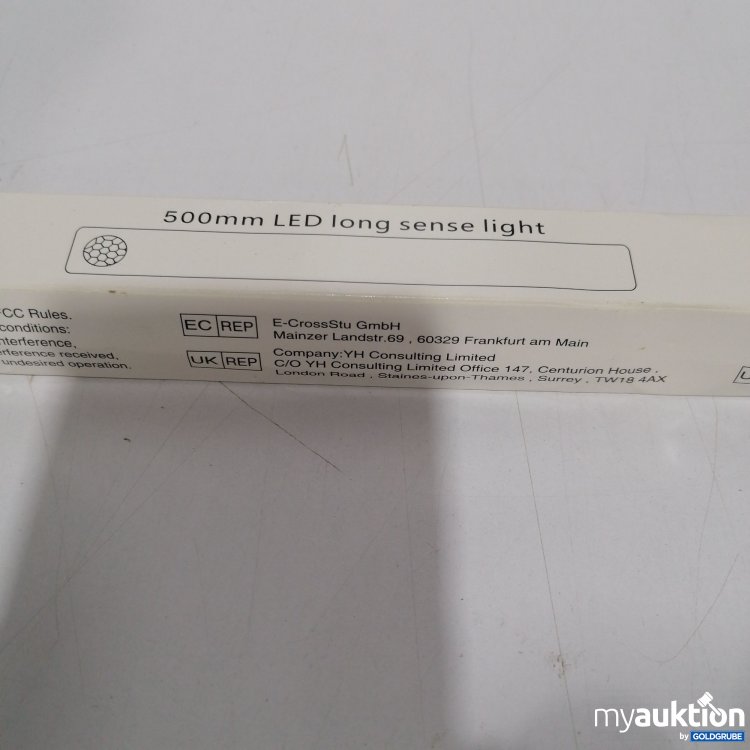 500mm LED long sense light
CC Rules.
conditions:
nterference,
erference received,
undesired operation.
EC REP
E-CrossStu GmbH
Mainzer Landstr.69 , 60329 Frankfurt am Main
UK REP
Company:YH Consulting Limited
C/O YH Consulting Limited Office 147, Centurion House ,
London Road , Staines-upon-Thames , Surrey , TW18 4AX
myauktion
by GOLDGRUBE